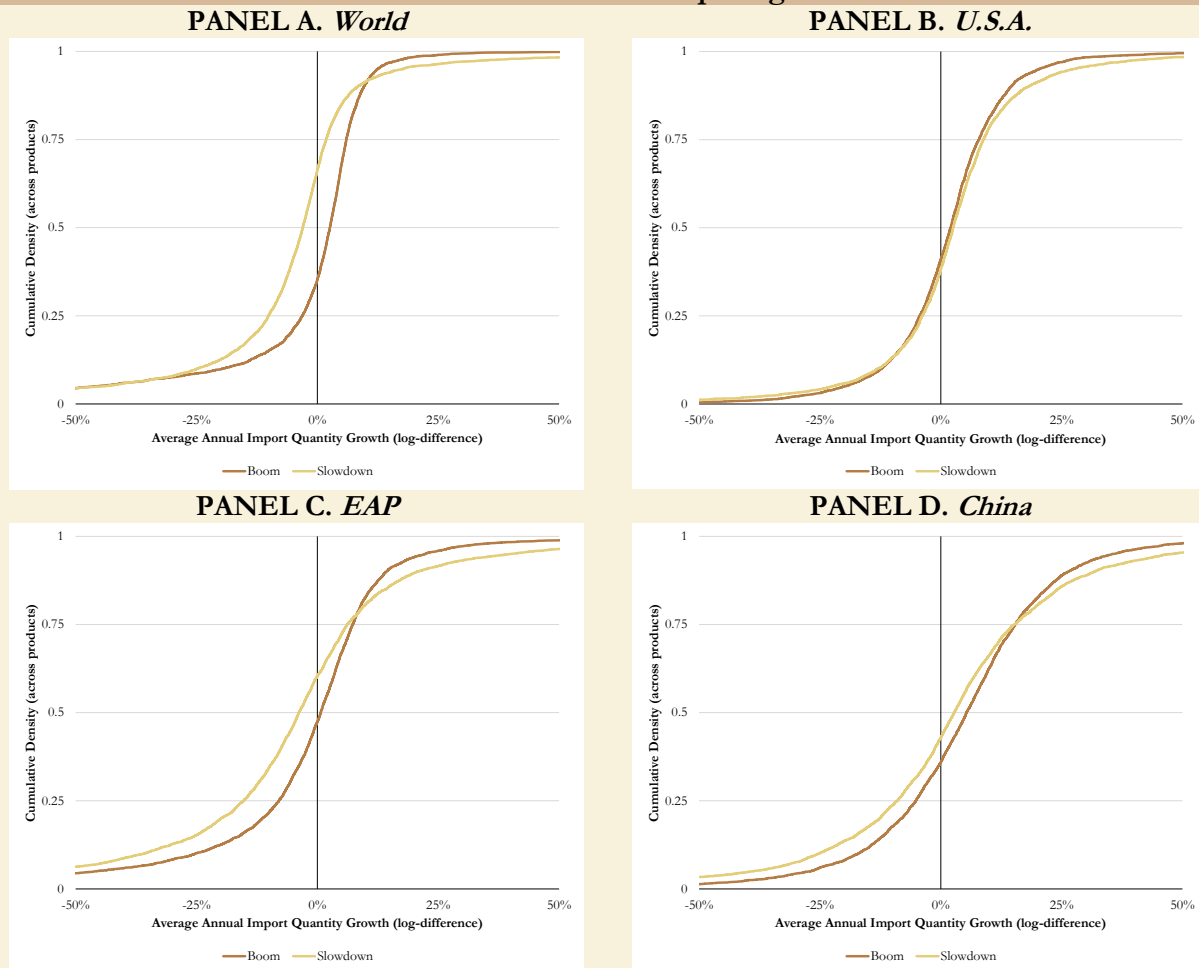 PANEL A. World
1
0.75
0.5
0.25
0
Cumulative Density (across products)
-50% -25% 0% 25% 50%
Average Annual Import Quantity Growth (log-difference)
Boom Slowdown
PANEL B. U.S.A.
1
0.75
0.5
0.25
0
Cumulative Density (across products)
-50% -25% 0% 25% 50%
Average Annual Import Quantity Growth (log-difference)
Boom Slowdown
PANEL C. EAP
1
0.75
0.5
0.25
0
Cumulative Density (across products)
-50% -25% 0% 25% 50%
Average Annual Import Quantity Growth (log-difference)
Boom Slowdown
PANEL D. China
1
0.75
0.5
0.25
0
Cumulative Density (across products)
-50% -25% 0% 25% 50%
Average Annual Import Quantity Growth (log-difference)
Boom Slowdown